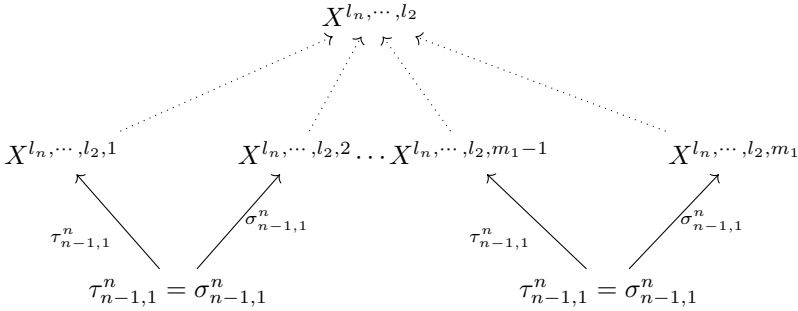 $X^{l_n,\cdots,l_2}$
$X^{l_n,\cdots,l_2,1}$ $X^{l_n,\cdots,l_2,2}$ $\cdots$ $X^{l_n,\cdots,l_2,m_1-1}$ $X^{l_n,\cdots,l_2,m_1}$
$\tau^n_{n-1,1}$ $\sigma^n_{n-1,1}$ $\tau^n_{n-1,1}$ $\sigma^n_{n-1,1}$
$\tau^n_{n-1,1} = \sigma^n_{n-1,1}$ $\tau^n_{n-1,1} = \sigma^n_{n-1,1}$